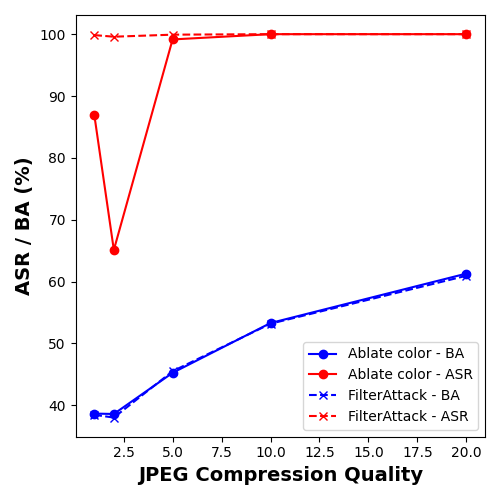 ASR / BA (%)
100
90
80
70
60
50
40
2.5 5.0 7.5 10.0 12.5 15.0 17.5 20.0
JPEG Compression Quality
Ablate color - BA
Ablate color - ASR
FilterAttack - BA
FilterAttack - ASR